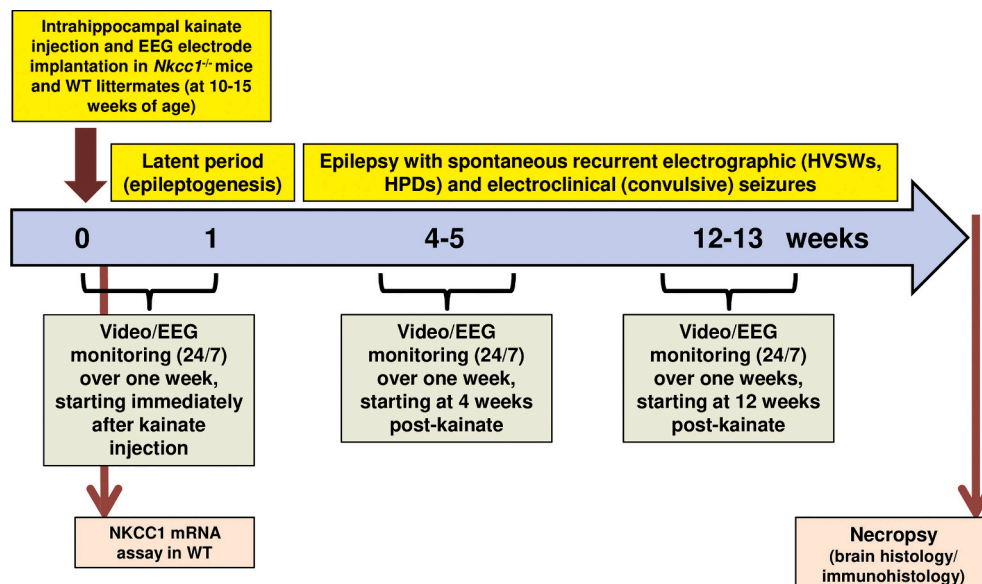 Intrahippocampal kainate
injection and EEG electrode
implantation in Nkcc1-/- mice
and WT littermates (at 10-15
weeks of age)
Latent period
(epileptogenesis)
Epilepsy with spontaneous recurrent electrographic (HVSWs,
HPDs) and electroclinical (convulsive) seizures
0 1 4-5 12-13 weeks
Video/EEG
monitoring (24/7)
over one week,
starting immediately
after kainate
injection
Video/EEG
monitoring (24/7)
over one week,
starting at 4 weeks
post-kainate
Video/EEG
monitoring (24/7)
over one weeks,
starting at 12 weeks
post-kainate
NKCC1 mRNA
assay in WT
Necropsy
(brain histology/
immunohistology)